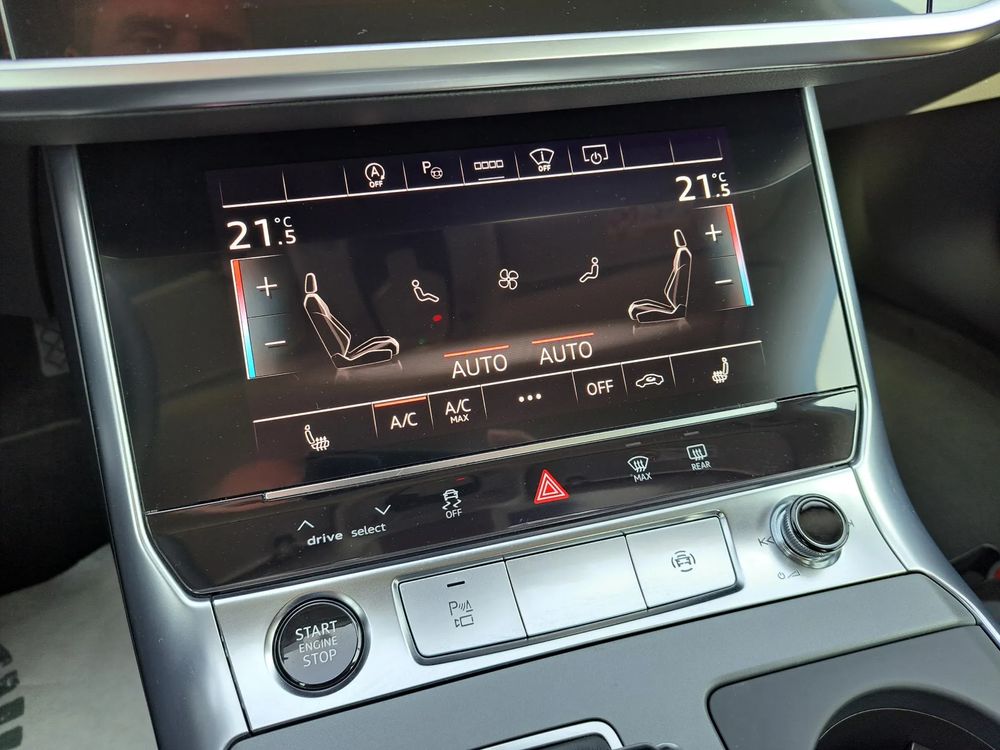 OFF
P
OFF
21.5 °C
21.5 °C
+
+
−
−
AUTO
AUTO
A/C
A/C
MAX
•••
OFF
drive select
OFF
MAX
REAR
P
START
ENGINE
STOP